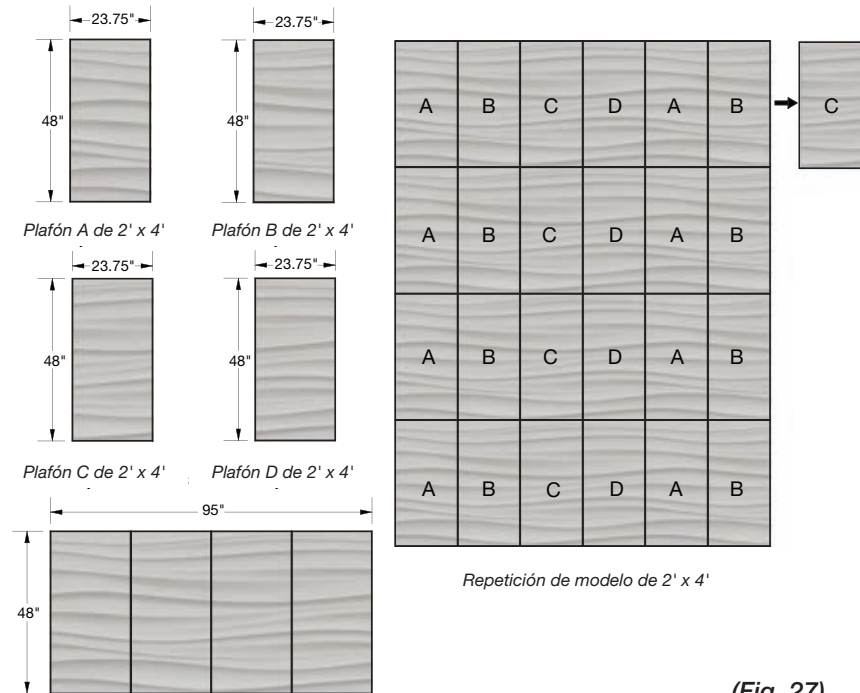 23.75"
23.75"
48"
48"
Plafón A de 2' x 4'
Plafón B de 2' x 4'
23.75"
23.75"
48"
48"
Plafón C de 2' x 4'
Plafón D de 2' x 4'
95"
48"
A B C D A B C
A B C D A B
A B C D A B
A B C D A B
Repetición de modelo de 2' x 4'
(Fig. 27)